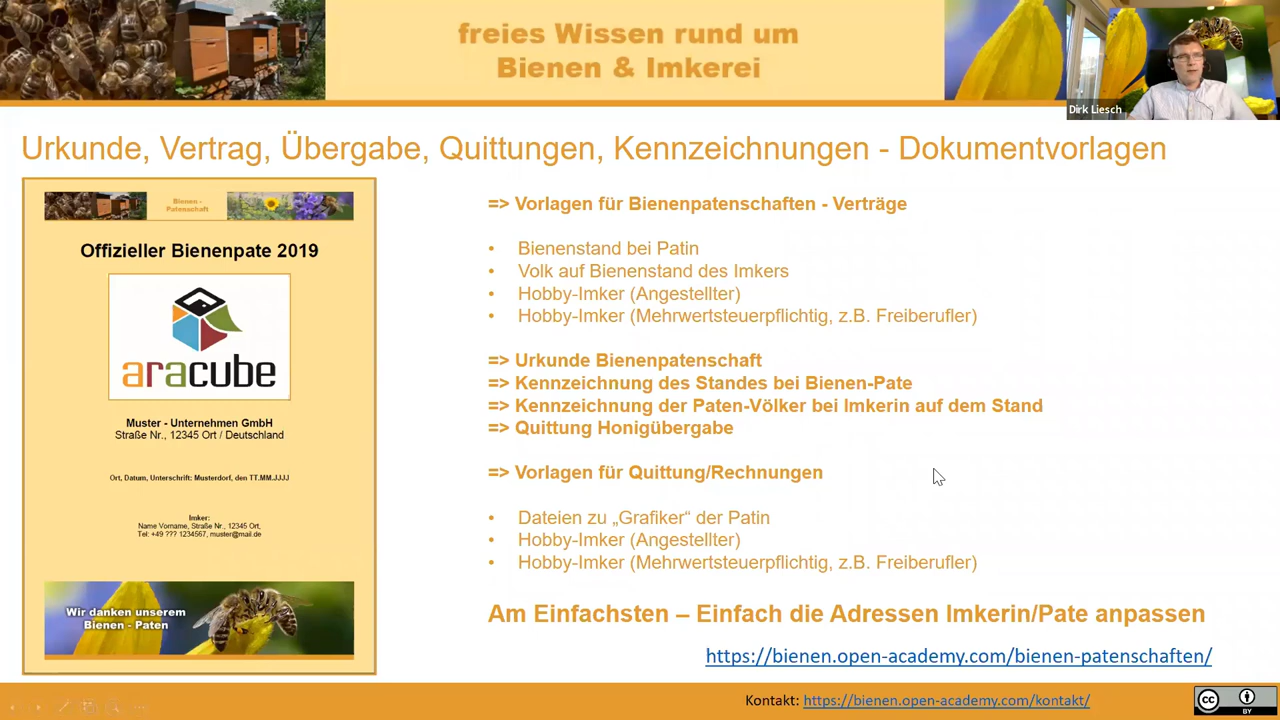 freies Wissen rund um
Bienen & Imkerei
Dirk Liesch
Urkunde, Vertrag, Übergabe, Quittungen, Kennzeichnungen - Dokumentvorlagen
Bienen -
Patenschaft
Offizieller Bienenpate 2019
aracube
Muster - Unternehmen GmbH
Straße Nr., 12345 Ort / Deutschland
Ort, Datum, Unterschrift: Musterdorf, den TT.MM.JJJJ
Imker:
Name Vorname, Straße Nr., 12345 Ort,
Tel: +49 ??? 1234567, muster@mail.de
Wir danken unserem
Bienen - Paten
=> Vorlagen für Bienenpatenschaften - Verträge
• Bienenstand bei Patin
• Volk auf Bienenstand des Imkers
• Hobby-Imker (Angestellter)
• Hobby-Imker (Mehrwertsteuerpflichtig, z.B. Freiberufler)
=> Urkunde Bienenpatenschaft
=> Kennzeichnung des Standes bei Bienen-Pate
=> Kennzeichnung der Paten-Völker bei Imkerin auf dem Stand
=> Quittung Honigübergabe
=> Vorlagen für Quittung/Rechnungen
• Dateien zu „Grafiker“ der Patin
• Hobby-Imker (Angestellter)
• Hobby-Imker (Mehrwertsteuerpflichtig, z.B. Freiberufler)
Am Einfachsten – Einfach die Adressen Imkerin/Pate anpassen
https://bienen.open-academy.com/bienen-patenschaften/
Kontakt: https://bienen.open-academy.com/kontakt/
cc
BY